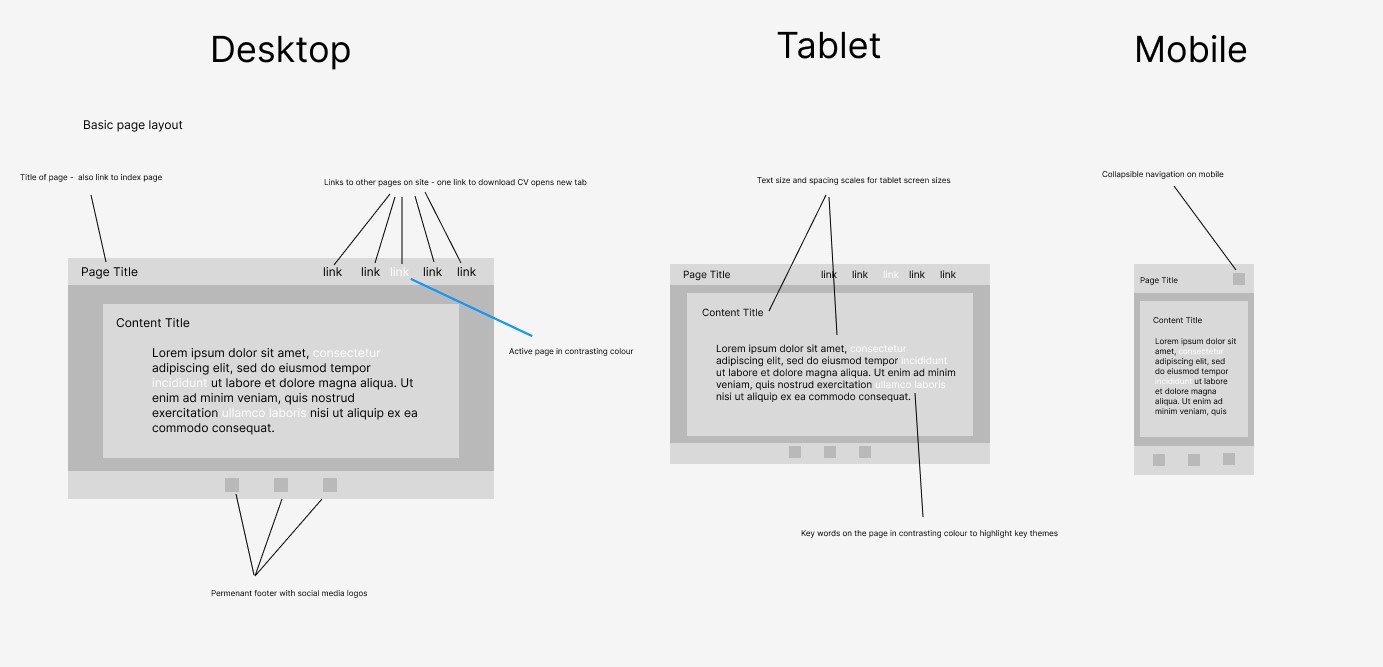 Desktop
Tablet
Mobile
Basic page layout
Title of page -  also link to index page
Links to other pages on site - one link to download CV opens new tab
Page Title
link
link
link
link
link
Content Title
Lorem ipsum dolor sit amet, consectetur
adipiscing elit, sed do eiusmod tempor
incididunt ut labore et dolore magna aliqua. Ut
enim ad minim veniam, quis nostrud
exercitation ullamco laboris nisi ut aliquip ex ea
commodo consequat.
Active page in contrasting colour
Permenant footer with social media logos
Text size and spacing scales for tablet screen sizes
Page Title
link
link
link
link
link
Content Title
Lorem ipsum dolor sit amet, consectetur
adipiscing elit, sed do eiusmod tempor incididunt
ut labore et dolore magna aliqua. Ut enim ad minim
veniam, quis nostrud exercitation ullamco laboris
nisi ut aliquip ex ea commodo consequat.
Key words on the page in contrasting colour to highlight key themes
Collapsible navigation on mobile
Page Title
Content Title
Lorem ipsum dolor sit
amet, consectetur
adipiscing elit, sed
do eiusmod tempor
incididunt ut labore
et dolore magna
aliqua. Ut enim ad
minim veniam, quis